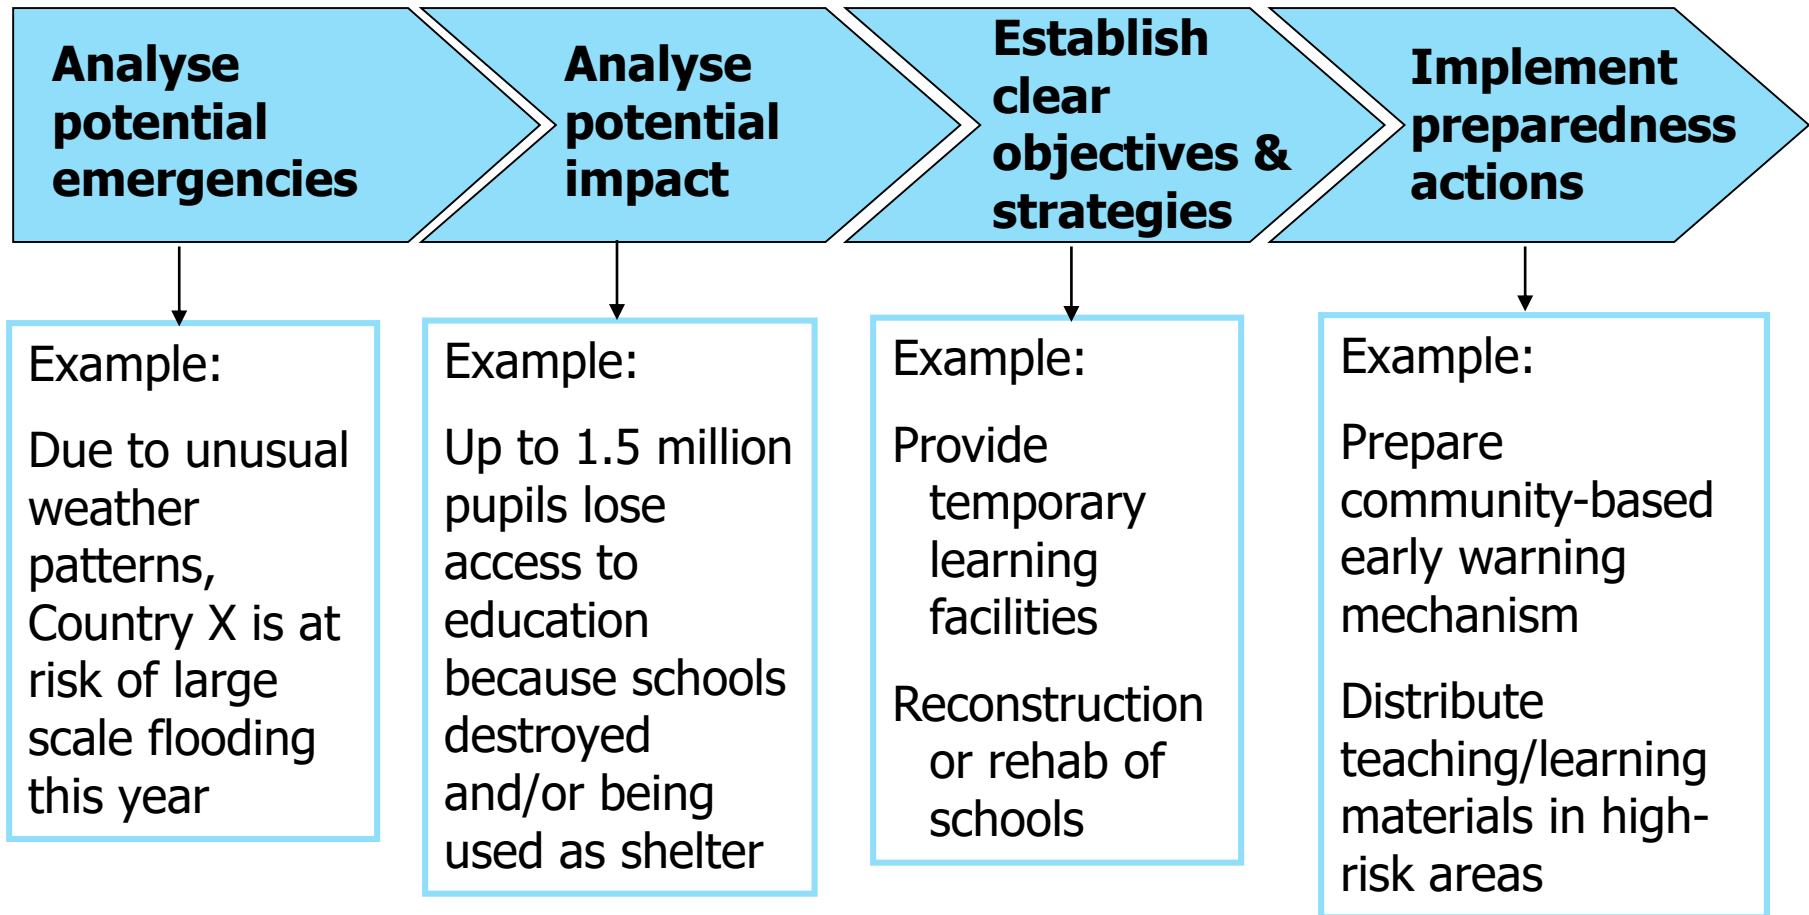 Analyse
potential
emergencies
Analyse
potential
impact
Establish
clear
objectives &
strategies
Implement
preparedness
actions
Example:
Due to unusual
weather
patterns,
Country X is at
risk of large
scale flooding
this year
Example:
Up to 1.5 million
pupils lose
access to
education
because schools
destroyed
and/or being
used as shelter
Example:
Provide
temporary
learning
facilities
Reconstruction
or rehab of
schools
Example:
Prepare
community-based
early warning
mechanism
Distribute
teaching/learning
materials in high-
risk areas